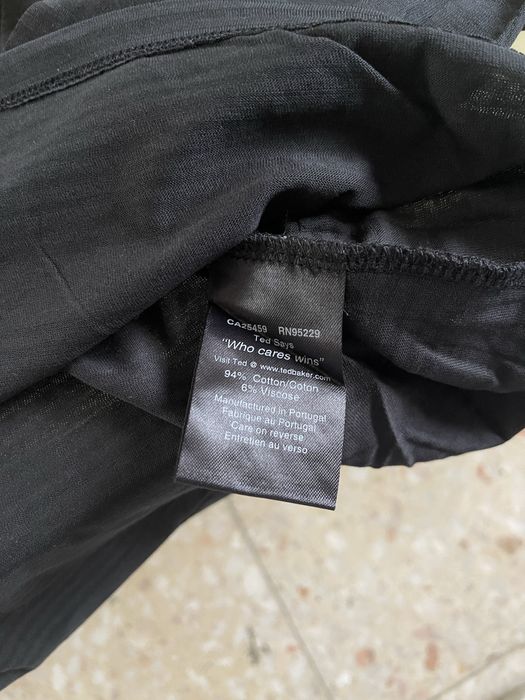 CA25459 RN95229
Ted Says
"Who cares wins"
Visit Ted @ www.tedbaker.com
94% Cotton/Coton
6% Viscose
Manufactured in Portugal
Fabrique au Portugal
Care on reverse
Entretien au verso